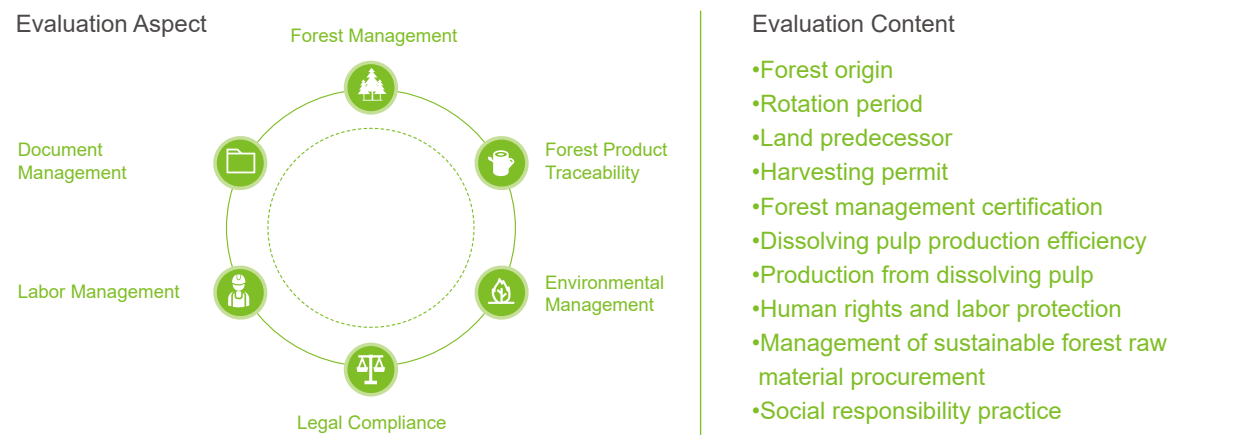 Evaluation Aspect
Forest Management
Document
Management
Forest Product
Traceability
Labor Management
Environmental
Management
Legal Compliance
Evaluation Content
•Forest origin
•Rotation period
•Land predecessor
•Harvesting permit
•Forest management certification
•Dissolving pulp production efficiency
•Production from dissolving pulp
•Human rights and labor protection
•Management of sustainable forest raw
material procurement
•Social responsibility practice